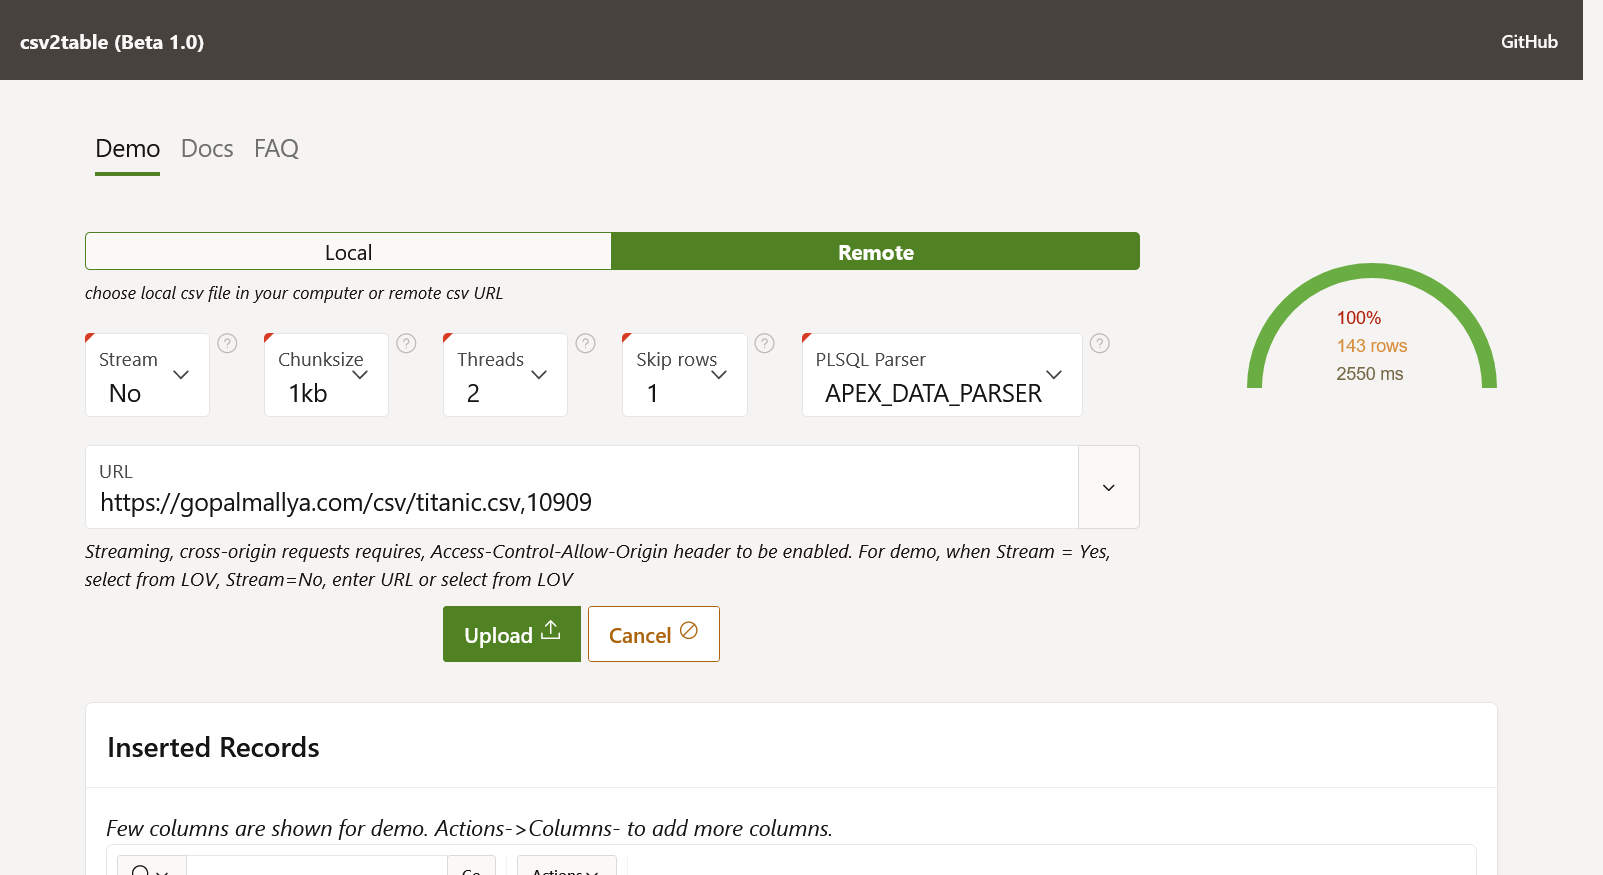 csv2table (Beta 1.0)
GitHub
Demo
Docs
FAQ
Local
Remote
choose local csv file in your computer or remote csv URL
Stream
No
Chunksize
1kb
Threads
2
Skip rows
1
PLSQL Parser
APEX_DATA_PARSER
100%
143 rows
2550 ms
URL
https://gopalmallya.com/csv/titanic.csv,10909
Streaming, cross-origin requests requires, Access-Control-Allow-Origin header to be enabled. For demo, when Stream = Yes,
select from LOV, Stream=No, enter URL or select from LOV
Upload
Cancel
Inserted Records
Few columns are shown for demo. Actions->Columns- to add more columns.
Go
Actions